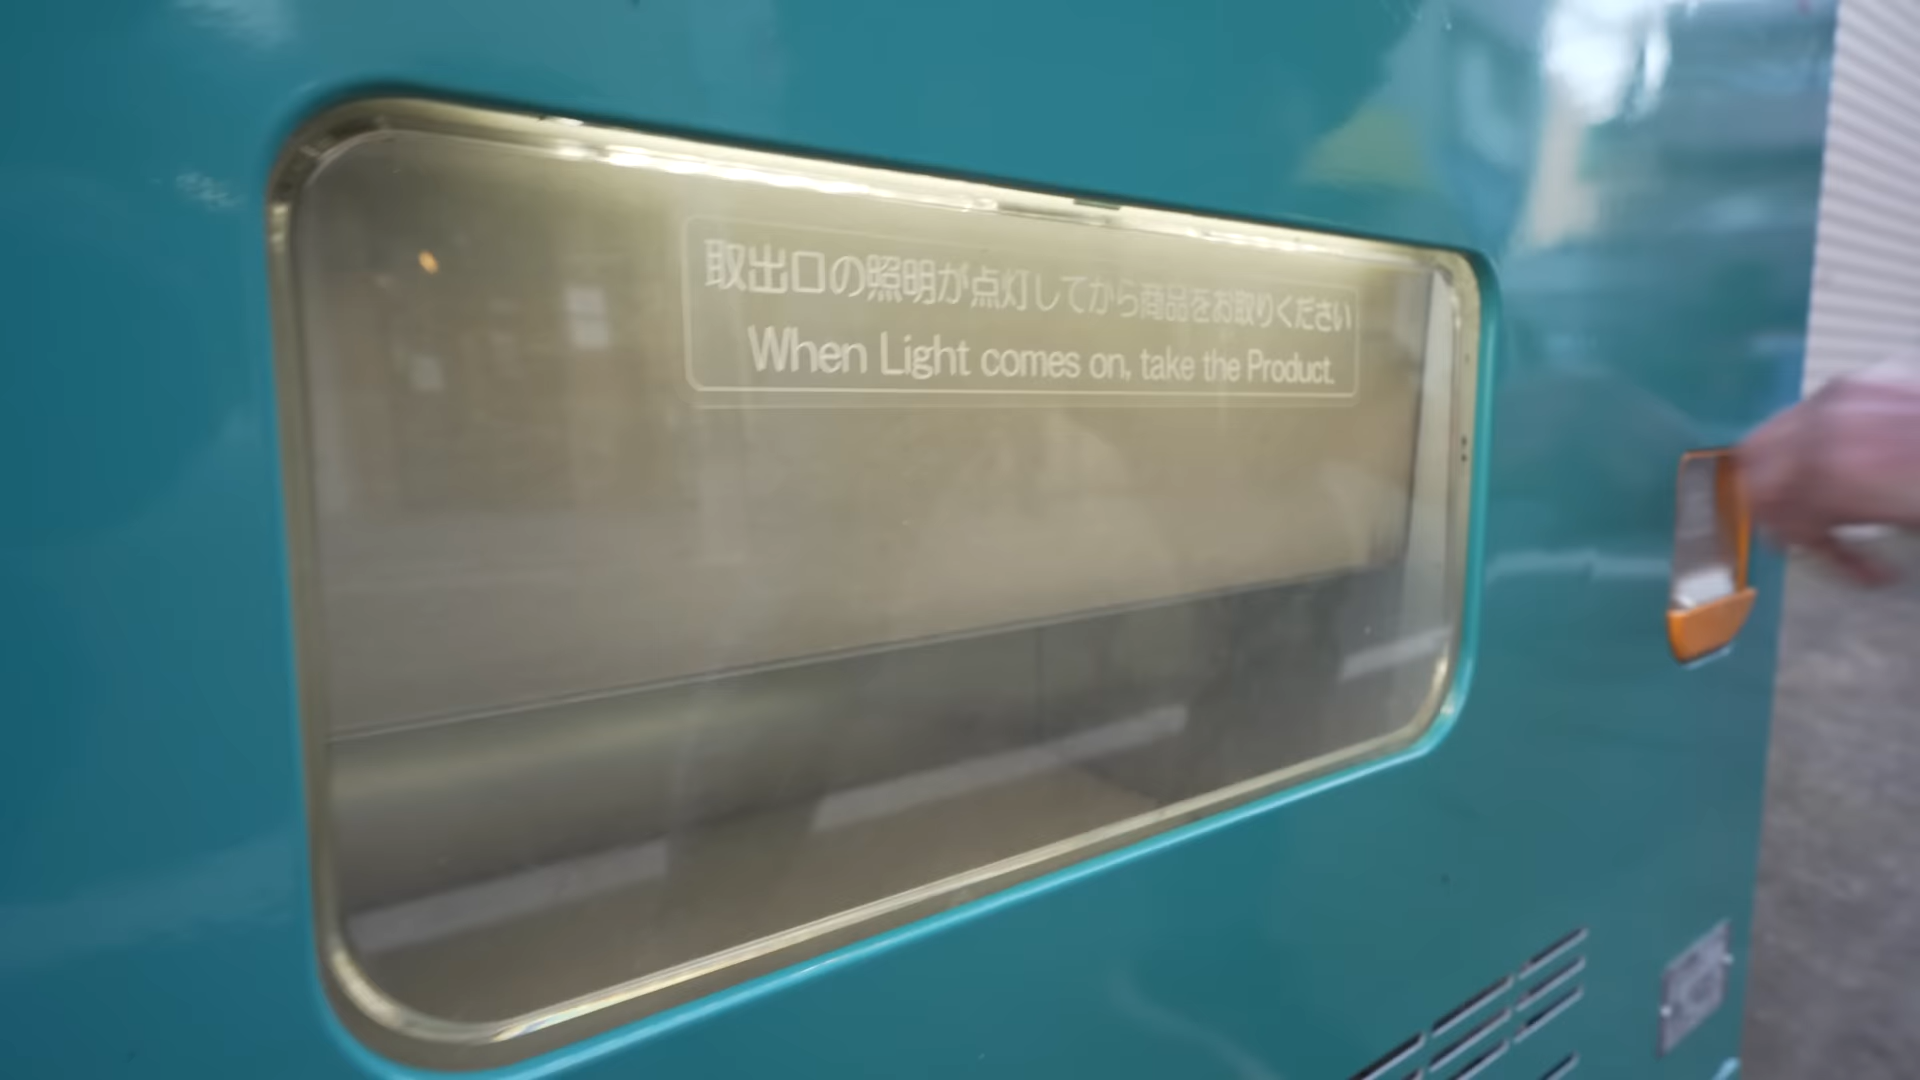 取出口の照明が点灯してから商品をお取りください
When Light comes on, take the Product.